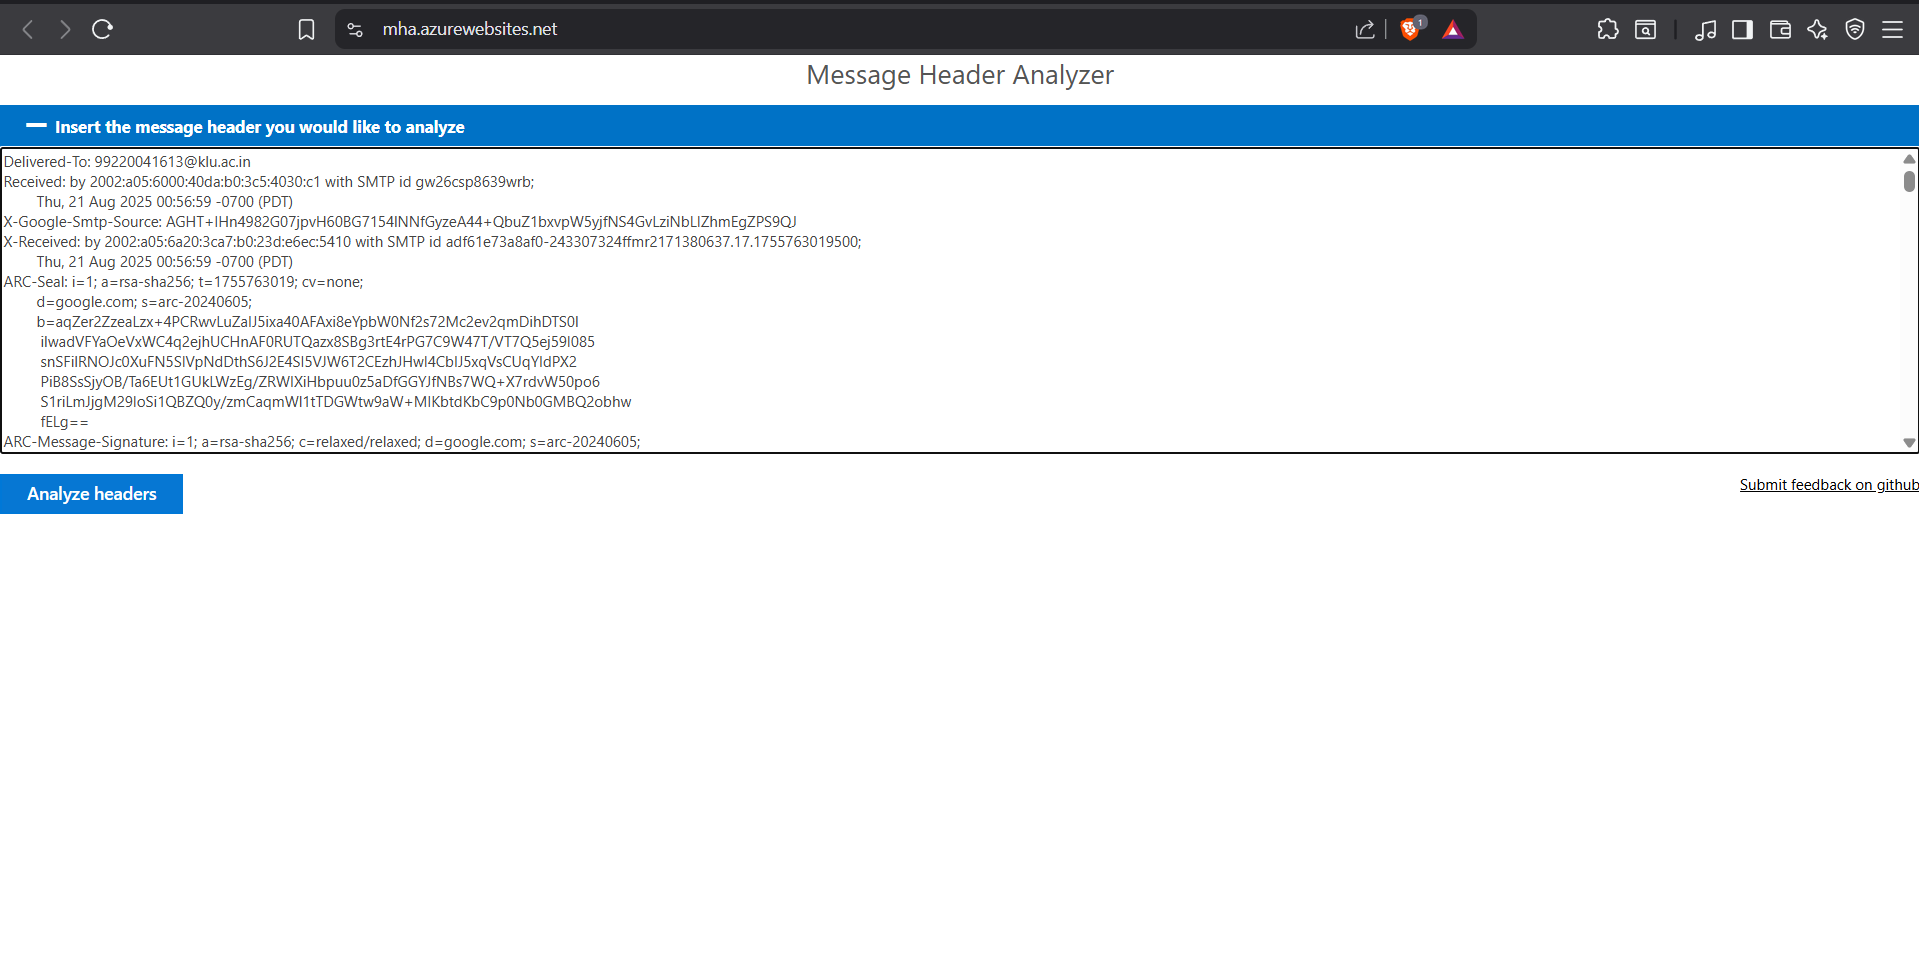 mha.azurewebsites.net
1
Message Header Analyzer
Insert the message header you would like to analyze
Delivered-To: 99220041613@klu.ac.in
Received: by 2002:a05:6000:40da:b0:3c5:4030:c1 with SMTP id gw26csp8639wrb;
Thu, 21 Aug 2025 00:56:59 -0700 (PDT)
X-Google-Smtp-Source: AGHT+IHn4982G07jpvH60BG7154INNfGyzeA44+QbuZ1bxvpW5yjfNS4GvLziNbLIZhmEgZPS9QJ
X-Received: by 2002:a05:6a20:3ca7:b0:23d:e6ec:5410 with SMTP id adf61e73a8af0-243307324ffmr2171380637.17.1755763019500;
Thu, 21 Aug 2025 00:56:59 -0700 (PDT)
ARC-Seal: i=1; a=rsa-sha256; t=1755763019; cv=none;
d=google.com; s=arc-20240605;
b=aqZer2ZzeaLzx+4PCRwvLuZaIJ5ixa40AFAxi8eYpbW0Nf2s72Mc2ev2qmDihDTS0I
iIwadVFYaOeVxWC4q2ejhUCHnAF0RUTQazx8SBg3rtE4rPG7C9W47T/VT7Q5ej59I085
snSFilRNOJc0XuFN5SlVpNdDthS6J2E4SI5VJW6T2CEzhJHwl4CbIJ5xqVsCUqYldPX2
PiB8SsSjyOB/Ta6EUt1GUkLWzEg/ZRWIXiHbpuu0z5aDfGGYJfNBs7WQ+X7rdvW50po6
S1riLmJjgM29loSi1QBZQ0y/zmCaqmWI1tTDGWtw9aW+MIKbtdKbC9p0Nb0GMBQ2obhw
fELg==
ARC-Message-Signature: i=1; a=rsa-sha256; c=relaxed/relaxed; d=google.com; s=arc-20240605;
Analyze headers
Submit feedback on github